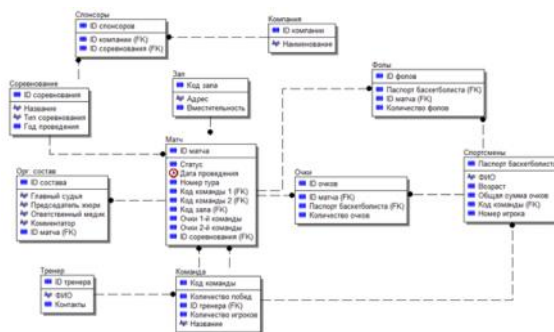 Спонсоры
ID спонсоров
ID компании (FK)
ID соревнования (FK)
Компания
ID компании
Наименование
Соревнование
ID соревнования
Название
Тип соревнования
Год проведения
Зал
Код зала
Адрес
Вместительность
Фолы
ID фолов
Паспорт баскетболиста (FK)
ID матча (FK)
Количество фолов
Матч
ID матча
Статус
Дата проведения
Номер тура
Код команды 1 (FK)
Код команды 2 (FK)
Код зала (FK)
Очки 1-й команды
Очки 2-й команды
ID соревнования (FK)
Спортсмены
Паспорт баскетболиста
ФИО
Возраст
Общая сумма очков
Код команды (FK)
Номер игрока
Орг. состав
ID состава
Главный судья
Председатель жюри
Ответственный медик
Комментатор
ID матча (FK)
Очки
ID очков
ID матча (FK)
Паспорт баскетболиста (FK)
Количество очков
Тренер
ID тренера
ФИО
Контакты
Команда
Код команды
Количество побед
ID тренера (FK)
Количество игроков
Название